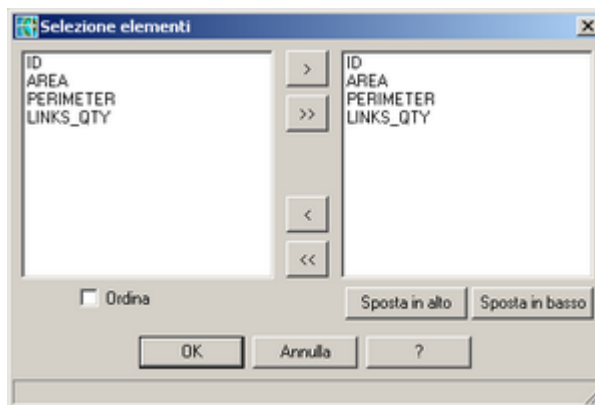 Selezione elementi
ID
AREA
PERIMETER
LINKS_QTY
>
>>
<
<<
ID
AREA
PERIMETER
LINKS_QTY
Ordina
Sposta in alto
Sposta in basso
OK
Annulla
?